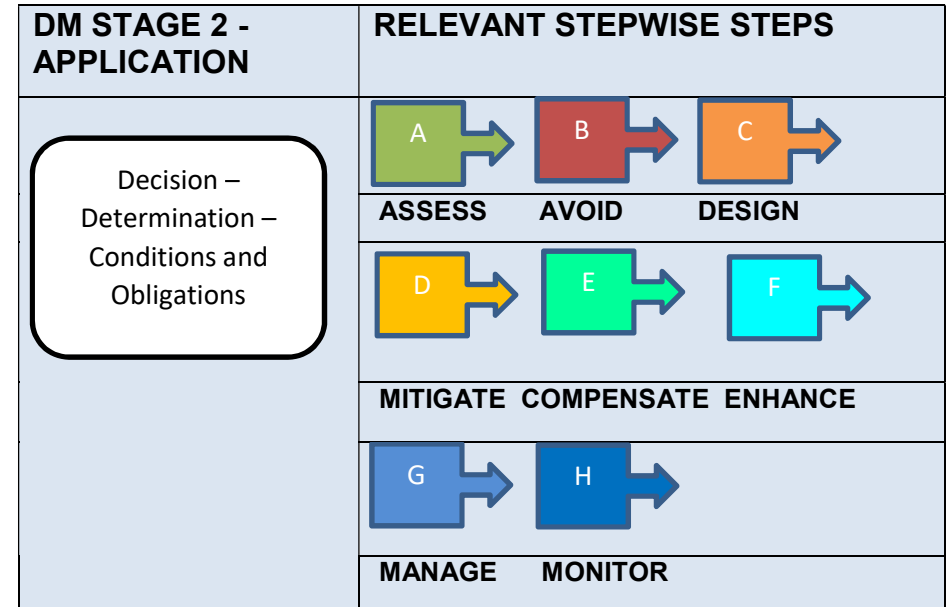 DM STAGE 2 -
APPLICATION
RELEVANT STEPWISE STEPS
Decision –
Determination –
Conditions and
Obligations
A B C
ASSESS AVOID DESIGN
D E F
MITIGATE COMPENSATE ENHANCE
G H
MANAGE MONITOR